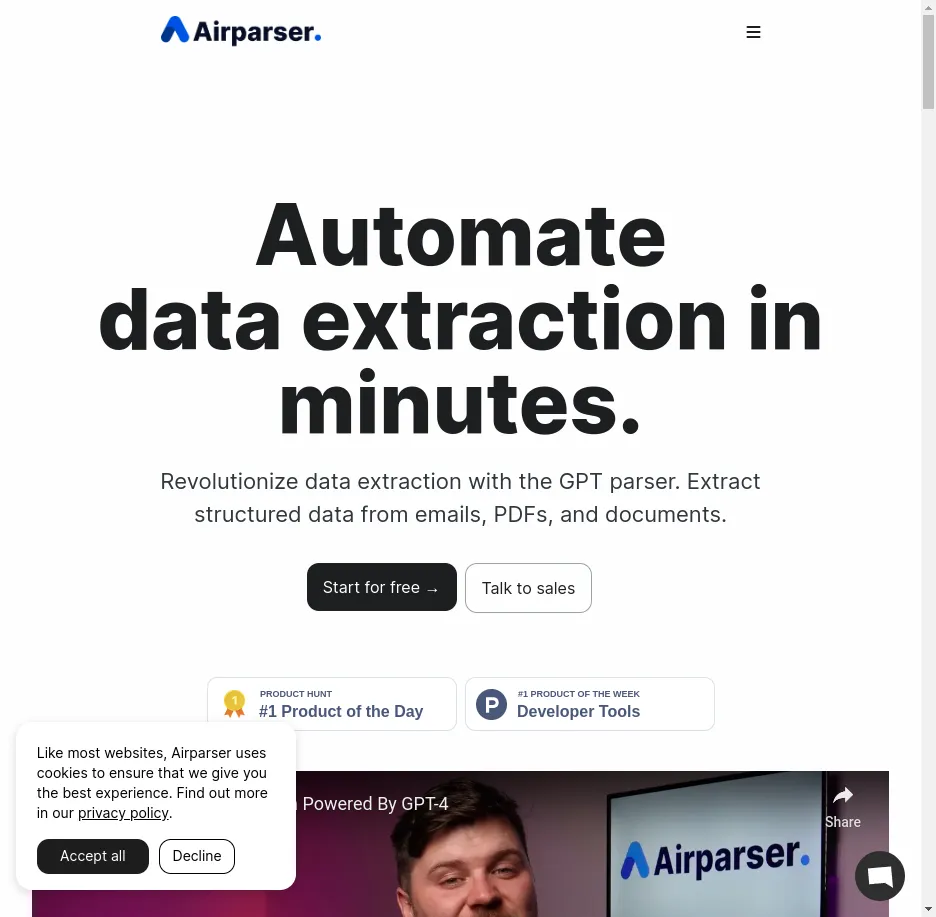 Airparser.
Automate
data extraction in
minutes.
Revolutionize data extraction with the GPT parser. Extract
structured data from emails, PDFs, and documents.
Start for free →
Talk to sales
PRODUCT HUNT
#1 Product of the Day
1
#1 PRODUCT OF THE WEEK
Developer Tools
P
Like most websites, Airparser uses
cookies to ensure that we give you
the best experience. Find out more
in our privacy policy.
Accept all
Decline
Powered By GPT-4
Share
Airparser.